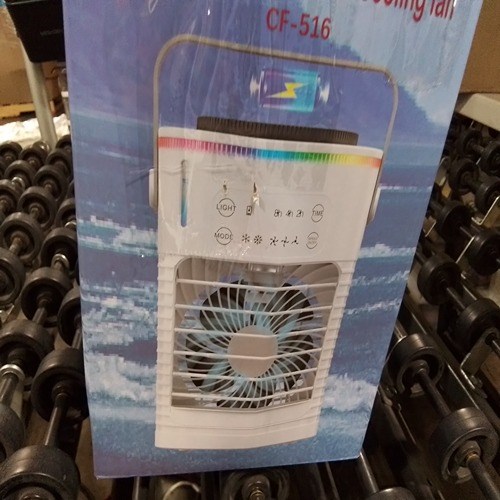 cooling fan
CF-516
LIGHT
TIME
MODE